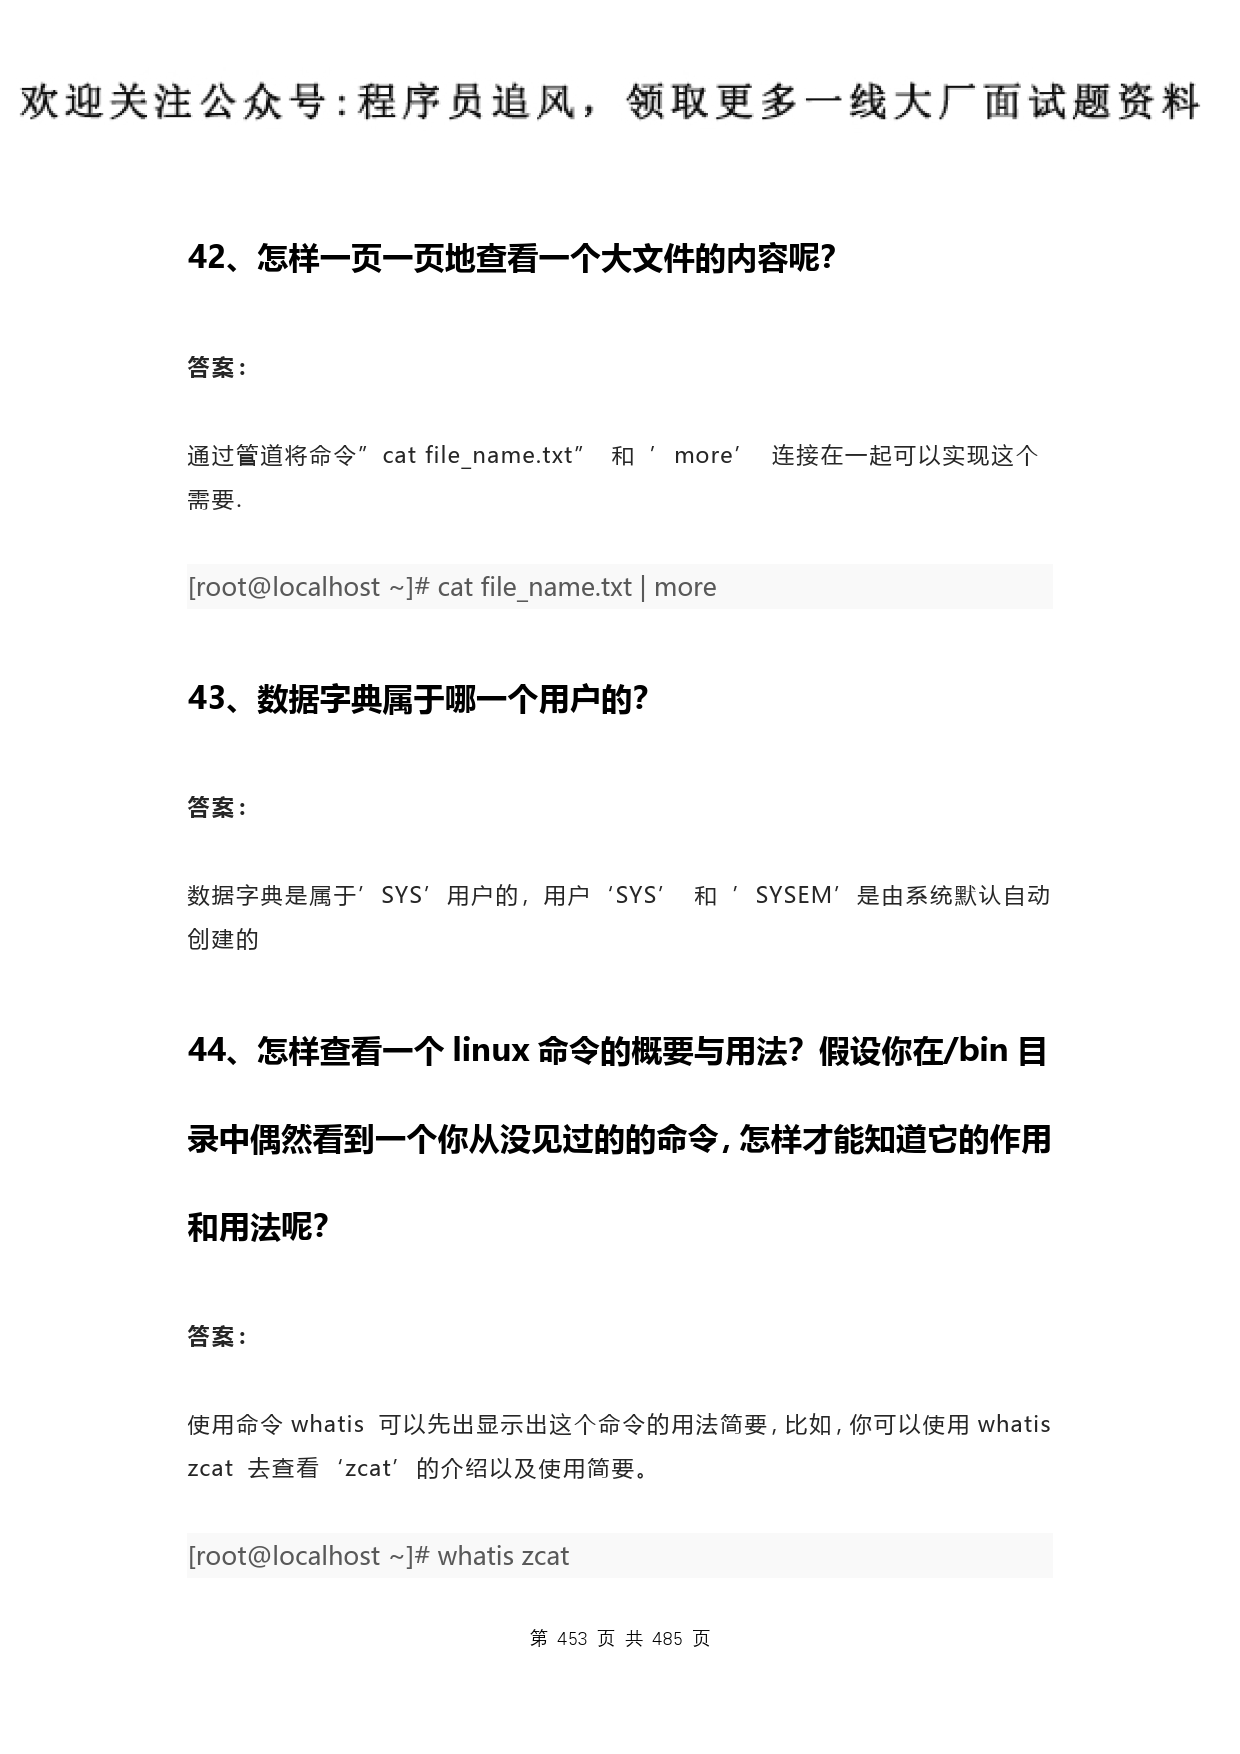 欢迎关注公众号:程序员追风，领取更多一线大厂面试题资料
42、怎样一页一页地查看一个大文件的内容呢？
答案：
通过管道将命令”cat file_name.txt” 和 ’more’ 连接在一起可以实现这个
需要.
[root@localhost ~]# cat file_name.txt | more
43、数据字典属于哪一个用户的？
答案：
数据字典是属于’SYS’用户的，用户‘SYS’ 和 ’SYSEM’是由系统默认自动
创建的
44、怎样查看一个 linux 命令的概要与用法？假设你在/bin 目
录中偶然看到一个你从没见过的的命令，怎样才能知道它的作用
和用法呢？
答案：
使用命令 whatis 可以先出显示出这个命令的用法简要，比如，你可以使用 whatis
zcat 去查看‘zcat’的介绍以及使用简要。
[root@localhost ~]# whatis zcat
第 453 页 共 485 页